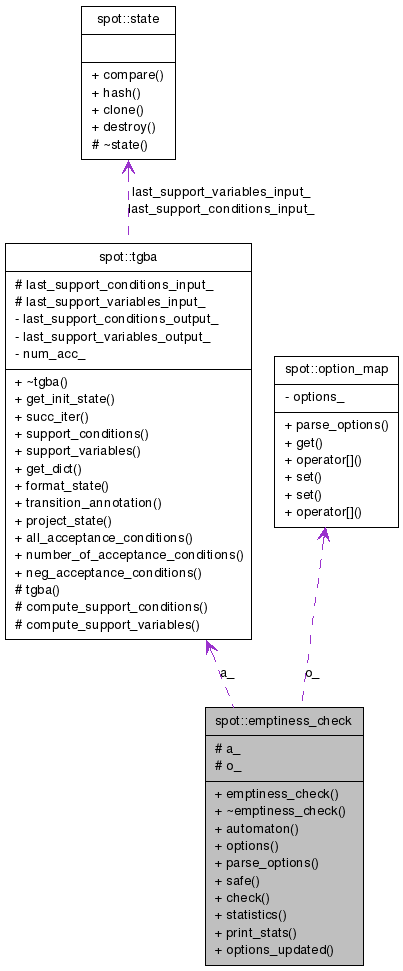 spot::state
+ compare()
+ hash()
+ clone()
+ destroy()
# ~state()
last_support_variables_input_
last_support_conditions_input_
spot::tgba
# last_support_conditions_input_
# last_support_variables_input_
- last_support_conditions_output_
- last_support_variables_output_
- num_acc_
+ ~tgba()
+ get_init_state()
+ succ_iter()
+ support_conditions()
+ support_variables()
+ get_dict()
+ format_state()
+ transition_annotation()
+ project_state()
+ all_acceptance_conditions()
+ number_of_acceptance_conditions()
+ neg_acceptance_conditions()
# tgba()
# compute_support_conditions()
# compute_support_variables()
spot::option_map
- options_
+ parse_options()
+ get()
+ operator[]()
+ set()
+ set()
+ operator[]()
a_
o_
spot::emptiness_check
# a_
# o_
+ emptiness_check()
+ ~emptiness_check()
+ automaton()
+ options()
+ parse_options()
+ safe()
+ check()
+ statistics()
+ print_stats()
+ options_updated()